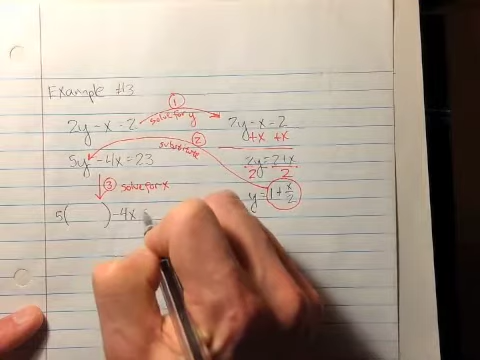 Example #3
① solve for y
2y - x = 2
2y - x = 2
+x +x
② substitute
5y - 4x = 23
2y = 2+x
2 2
③ solve for x
y = 1 + x/2
5( ) - 4x